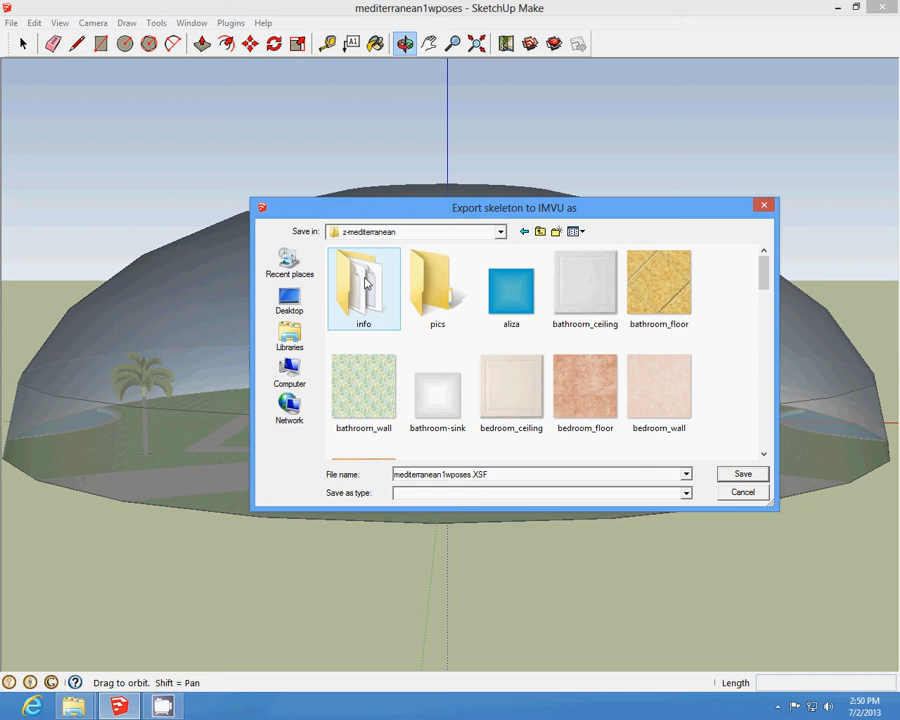 mediterranean1wposes - SketchUp Make
File Edit View Camera Draw Tools Window Plugins Help
A1
Export skeleton to IMVU as
Save in: z-mediterranean
Recent places
Desktop
Libraries
Computer
Network
info pics aliza bathroom_ceiling bathroom_floor
bathroom_wall bathroom-sink bedroom_ceiling bedroom_floor bedroom_wall
File name: mediterranean1wposes.XSF Save
Save as type: Cancel
Drag to orbit. Shift = Pan Length
2:50 PM
7/2/2013